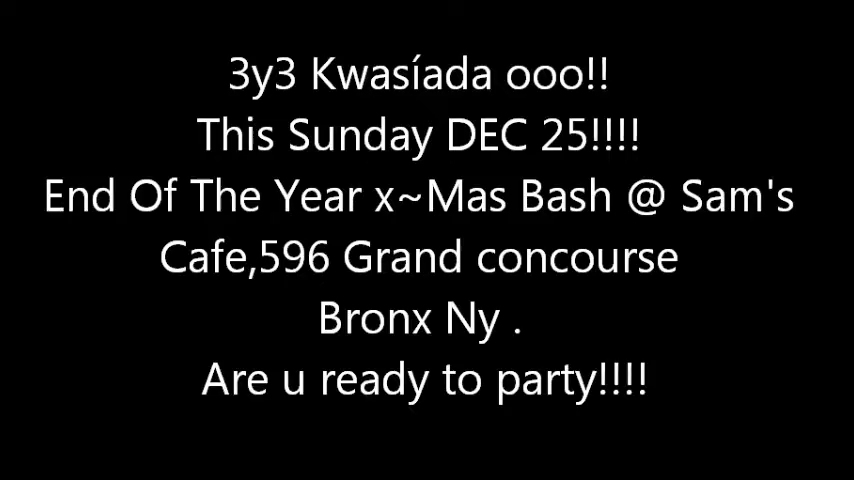 3y3 Kwasíada ooo!!
This Sunday DEC 25!!!!
End Of The Year x~Mas Bash @ Sam's
Cafe,596 Grand concourse
Bronx Ny .
Are u ready to party!!!!